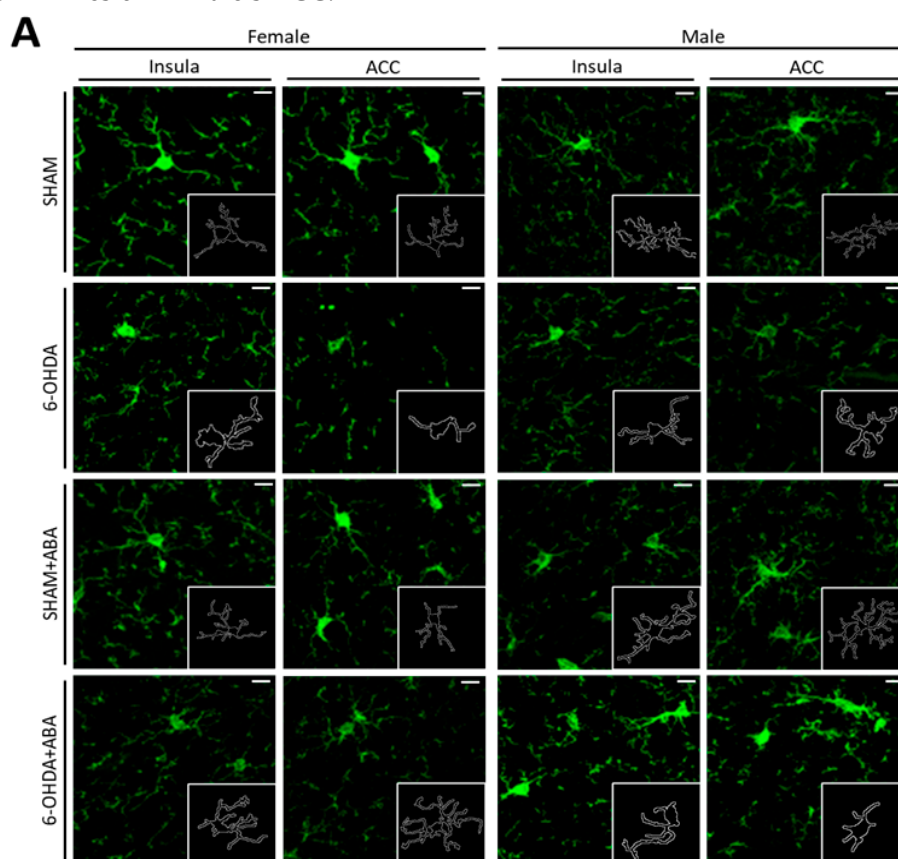 A
Female Male
Insula ACC Insula ACC
SHAM
6-OHDA
SHAM+ABA
6-OHDA+ABA